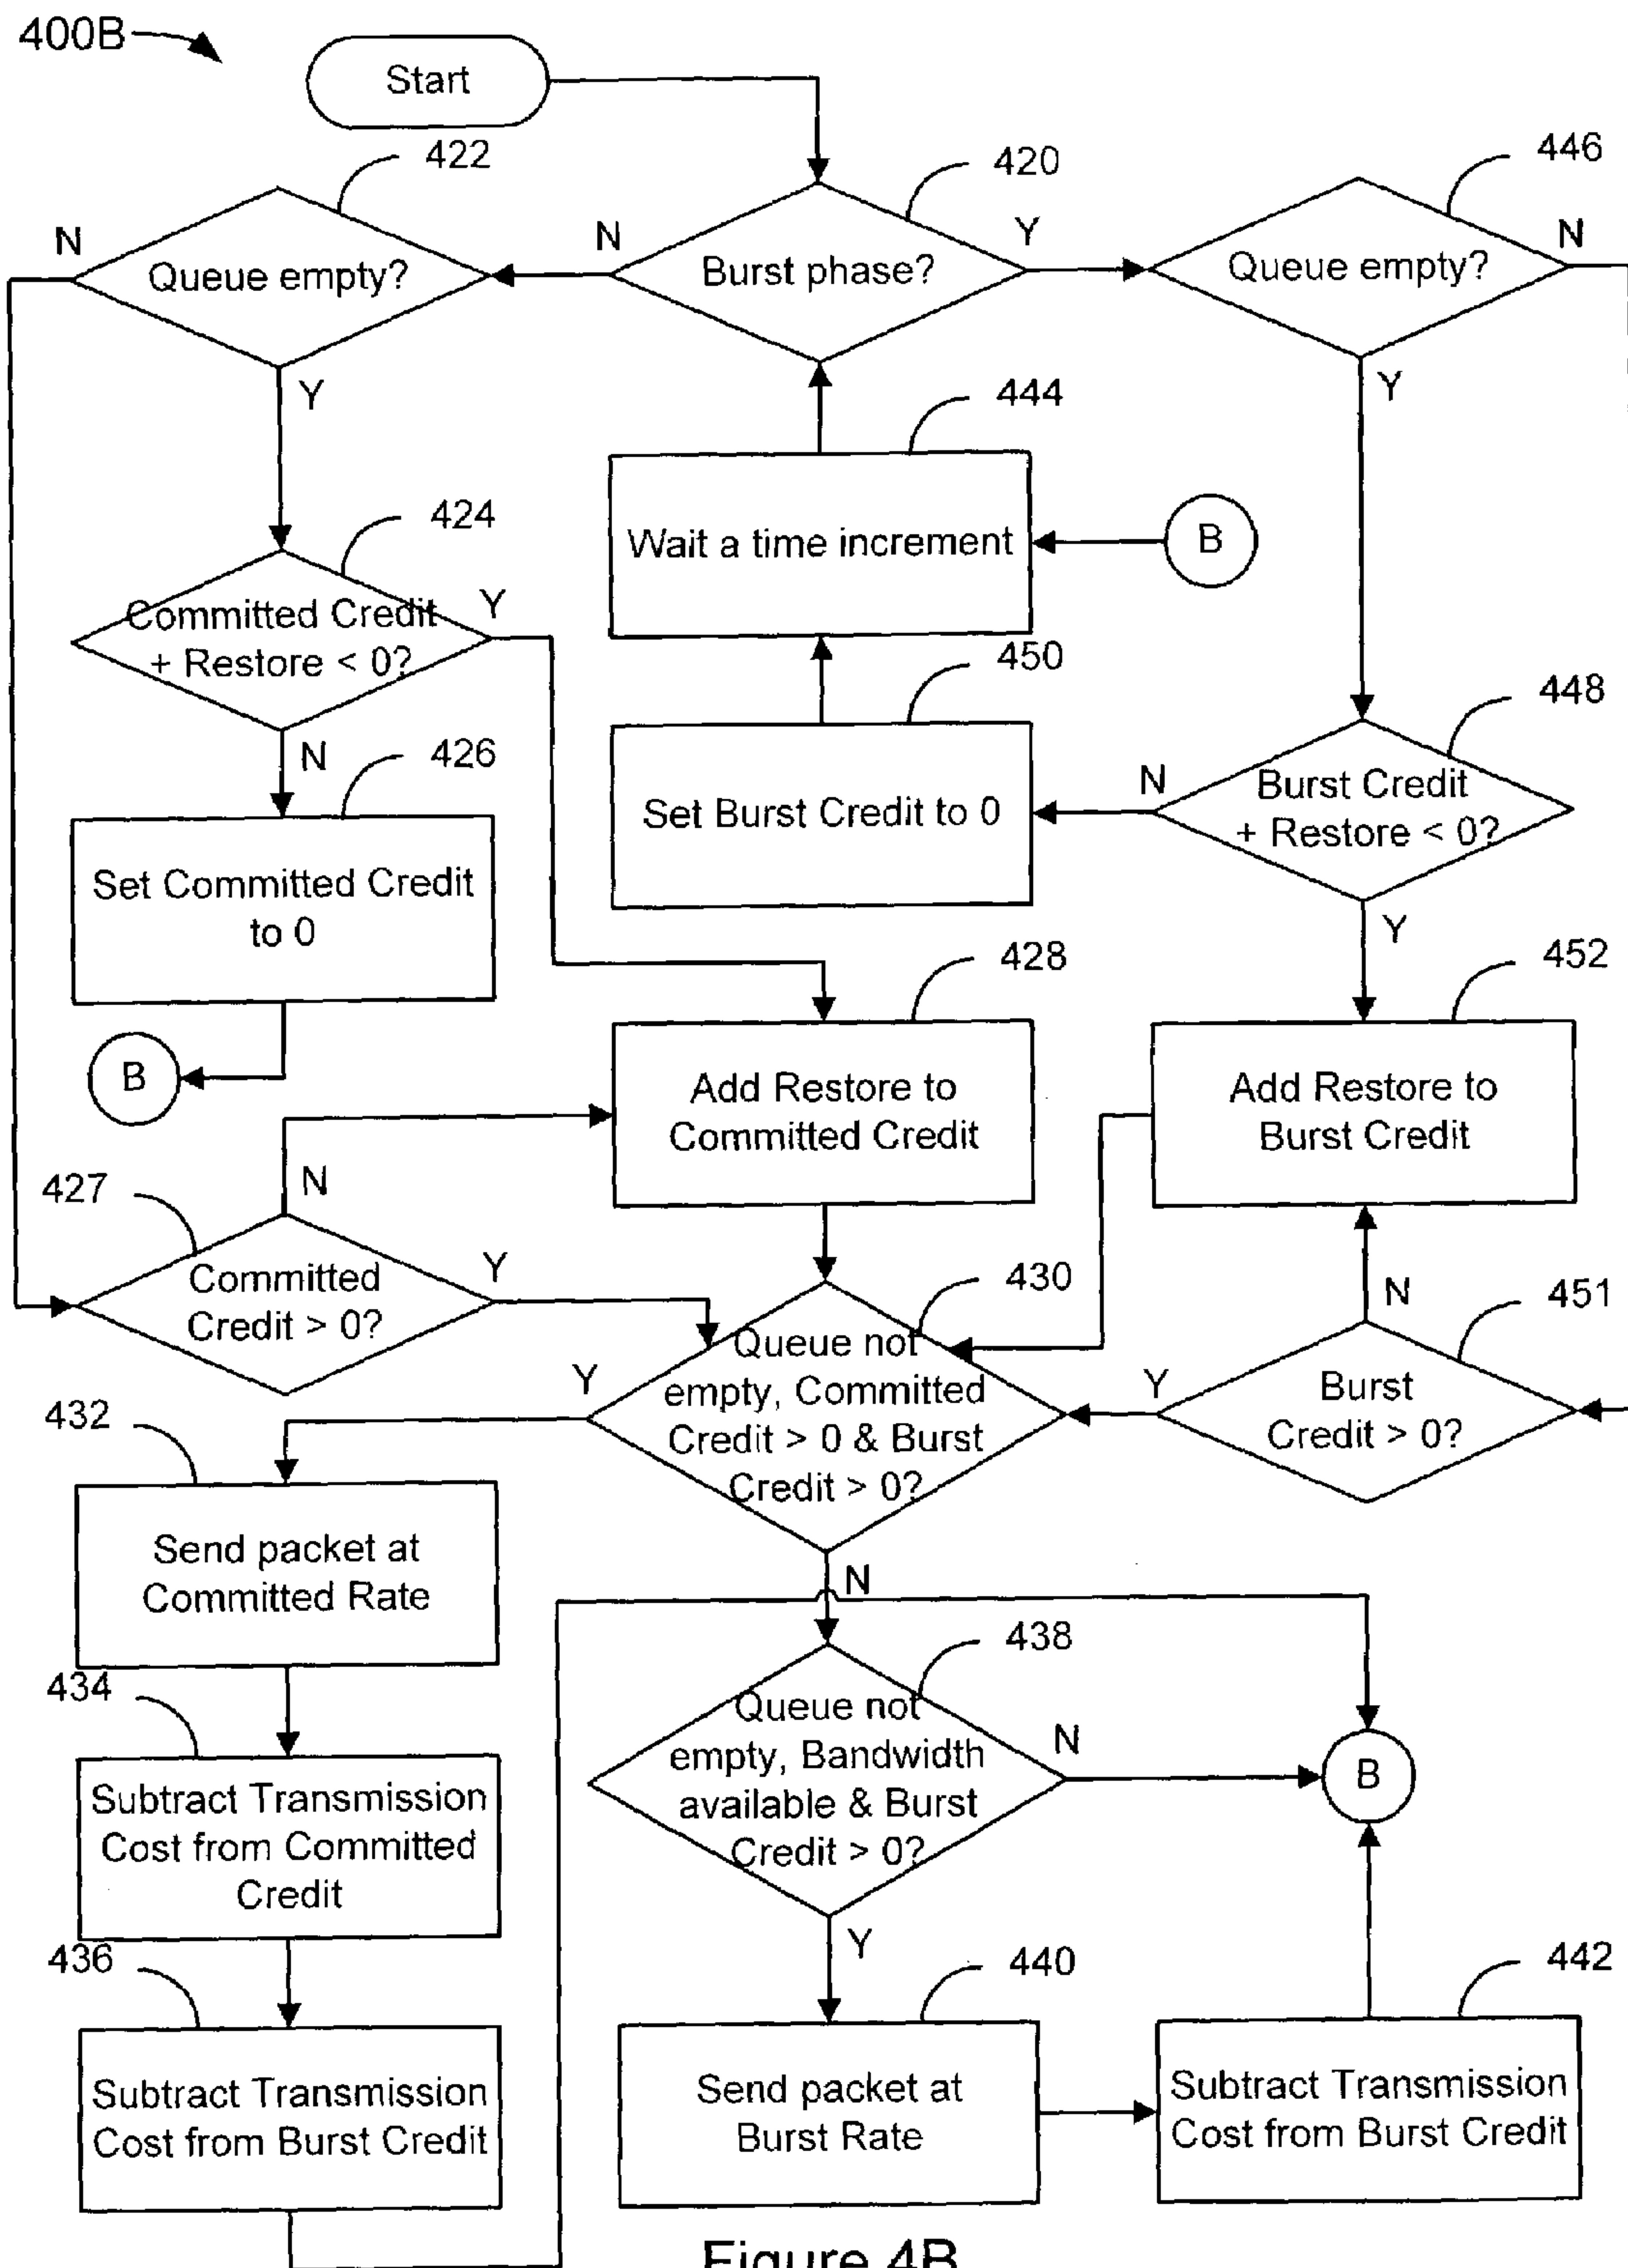 400B
Start
422
420
446
N
Queue empty?
N
Burst phase?
Y
Queue empty?
N
Y
444
Y
424
Wait a time increment
B
Committed Credit
+ Restore < 0?
Y
450
448
N
426
Set Burst Credit to 0
N
Burst Credit
+ Restore < 0?
Set Committed Credit
to 0
Y
428
452
B
Add Restore to
Committed Credit
Add Restore to
Burst Credit
N
427
Committed
Credit > 0?
Y
430
N
451
Queue not
empty, Committed
Credit > 0 & Burst
Credit > 0?
Y
Y
Burst
Credit > 0?
432
Send packet at
Committed Rate
N
438
434
Queue not
empty, Bandwidth
available & Burst
Credit > 0?
N
B
Subtract Transmission
Cost from Committed
Credit
Y
436
440
442
Subtract Transmission
Cost from Burst Credit
Send packet at
Burst Rate
Subtract Transmission
Cost from Burst Credit
Figure 4B